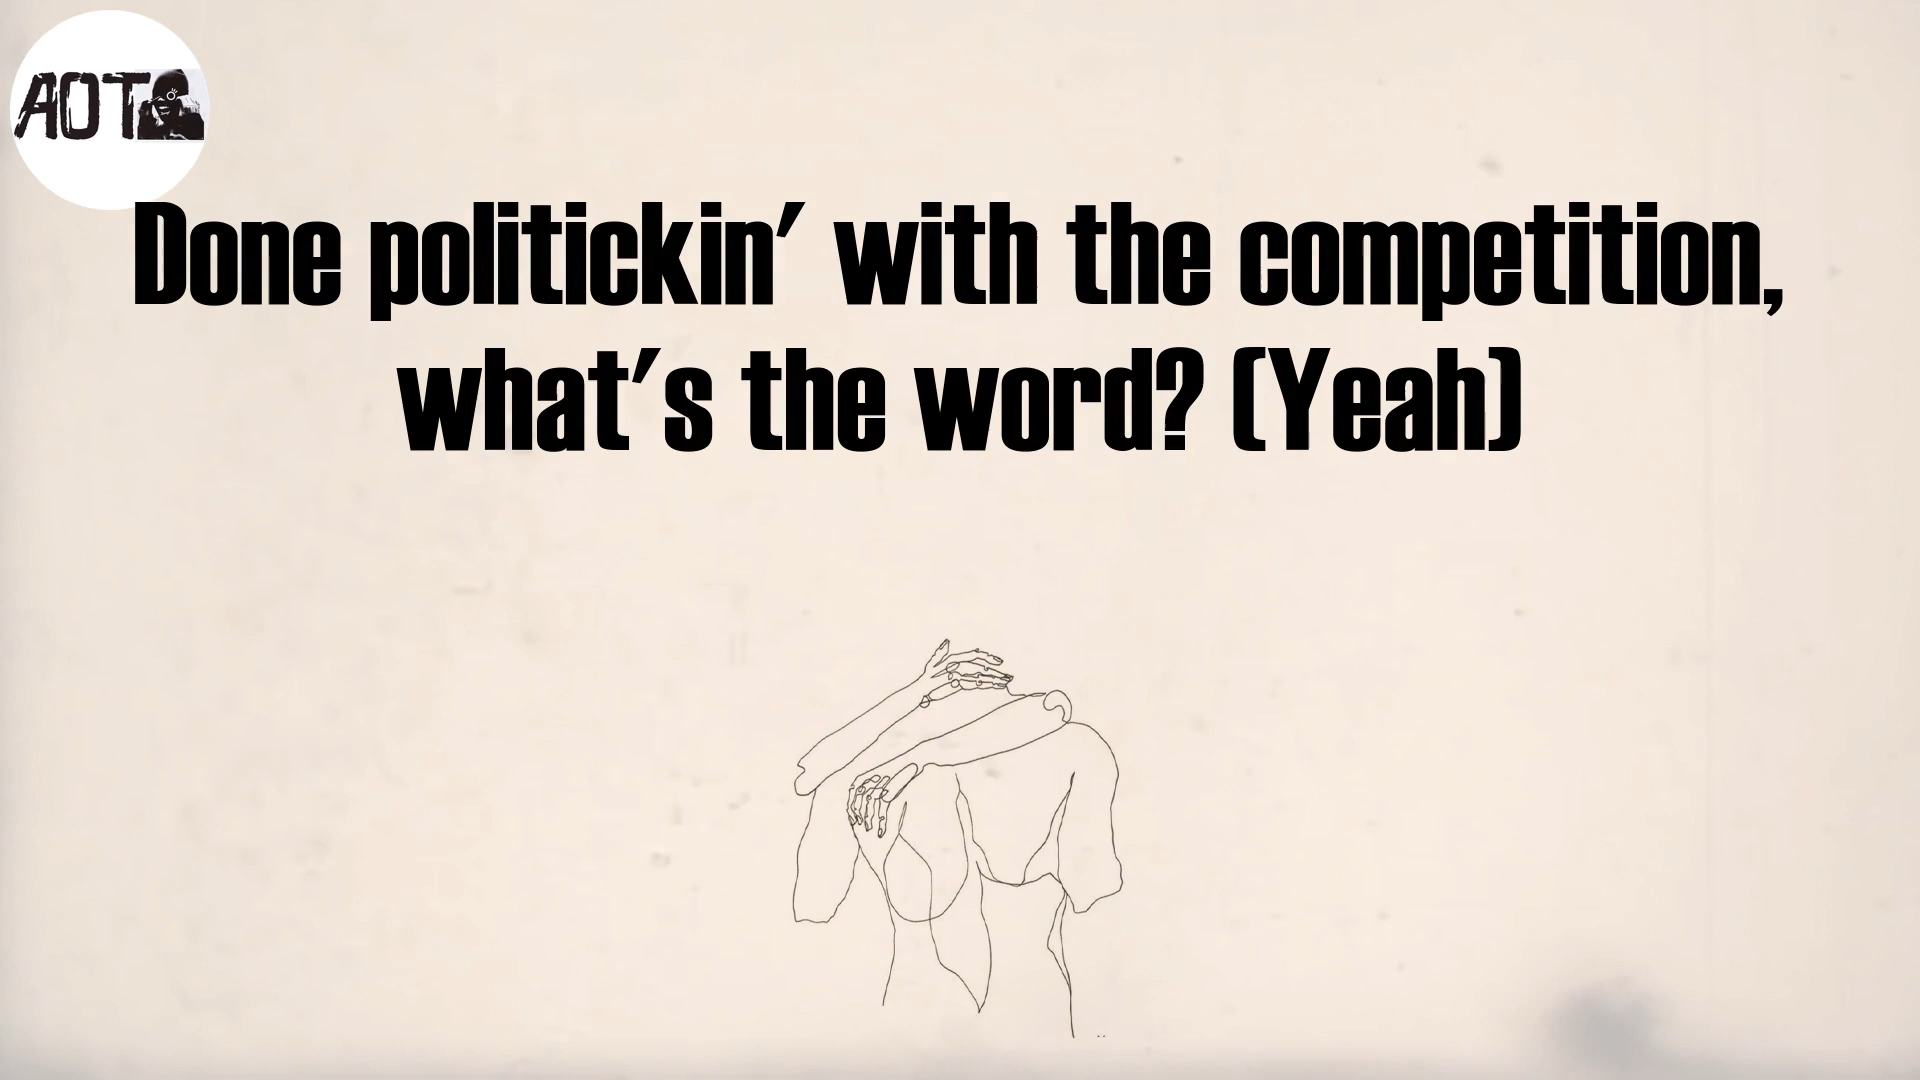 AOT
Done politickin' with the competition,
what's the word? (Yeah)